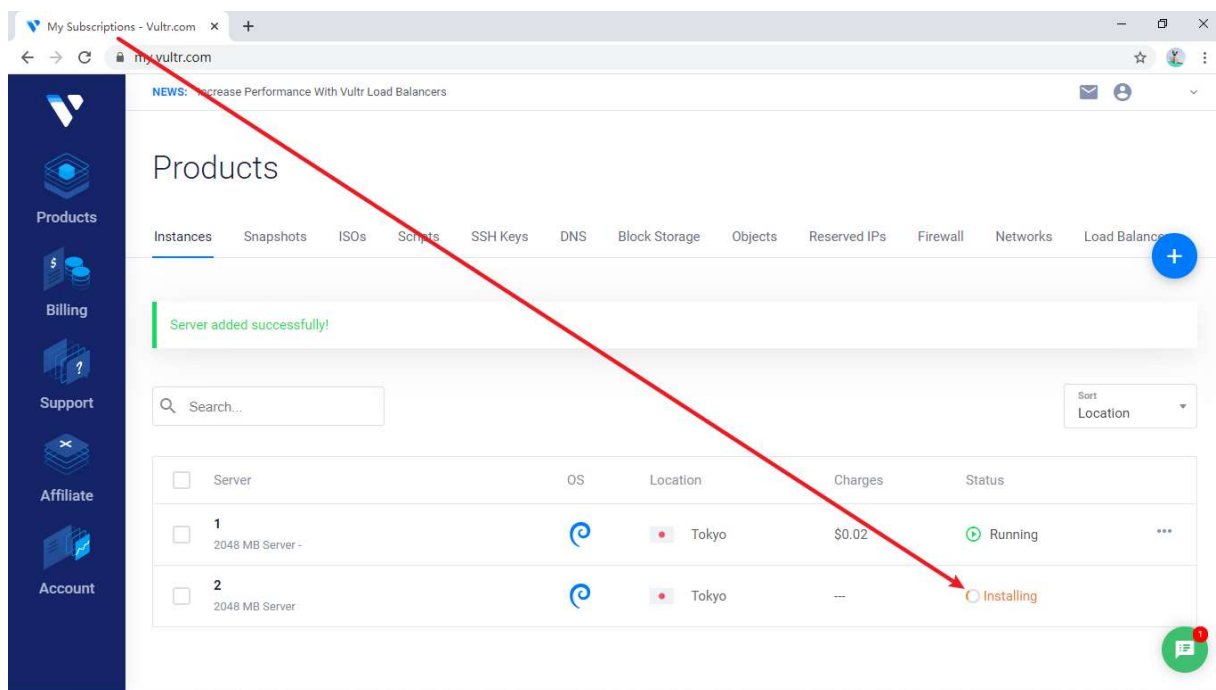 My Subscriptions - Vultr.com
my.vultr.com
NEWS: Increase Performance With Vultr Load Balancers
Products
Products
Instances Snapshots ISOs Scripts SSH Keys DNS Block Storage Objects Reserved IPs Firewall Networks Load Balance
+
Billing
Server added successfully!
Support
Search...
Sort
Location
Affiliate
Server OS Location Charges Status
1
2048 MB Server -
Tokyo $0.02 Running
Account
2
2048 MB Server
Tokyo --- Installing
1